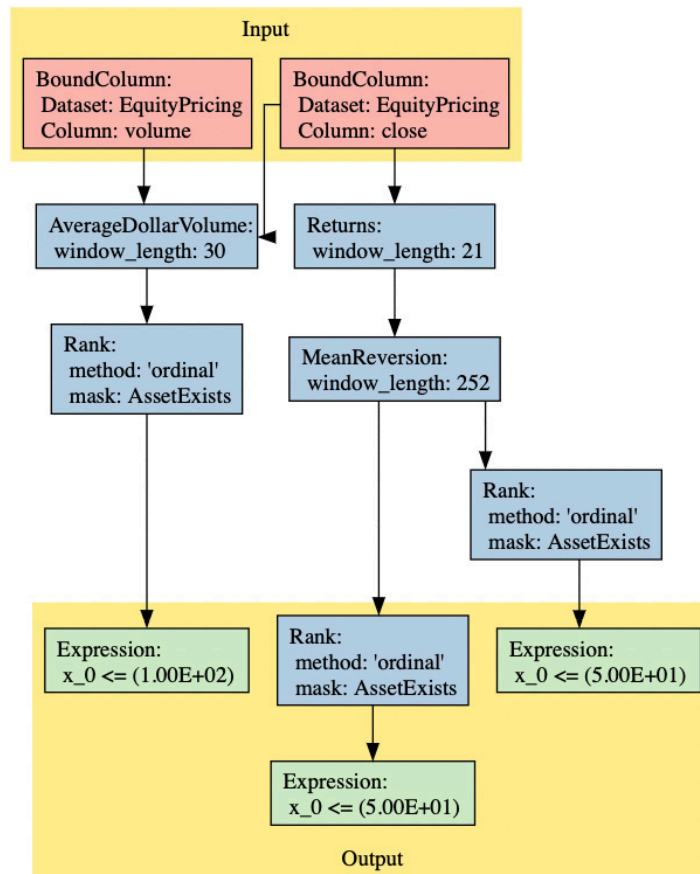 Input
BoundColumn:
Dataset: EquityPricing
Column: volume
BoundColumn:
Dataset: EquityPricing
Column: close
AverageDollarVolume:
window_length: 30
Returns:
window_length: 21
Rank:
method: 'ordinal'
mask: AssetExists
MeanReversion:
window_length: 252
Rank:
method: 'ordinal'
mask: AssetExists
Expression:
x_0 <= (1.00E+02)
Rank:
method: 'ordinal'
mask: AssetExists
Expression:
x_0 <= (5.00E+01)
Expression:
x_0 <= (5.00E+01)
Output